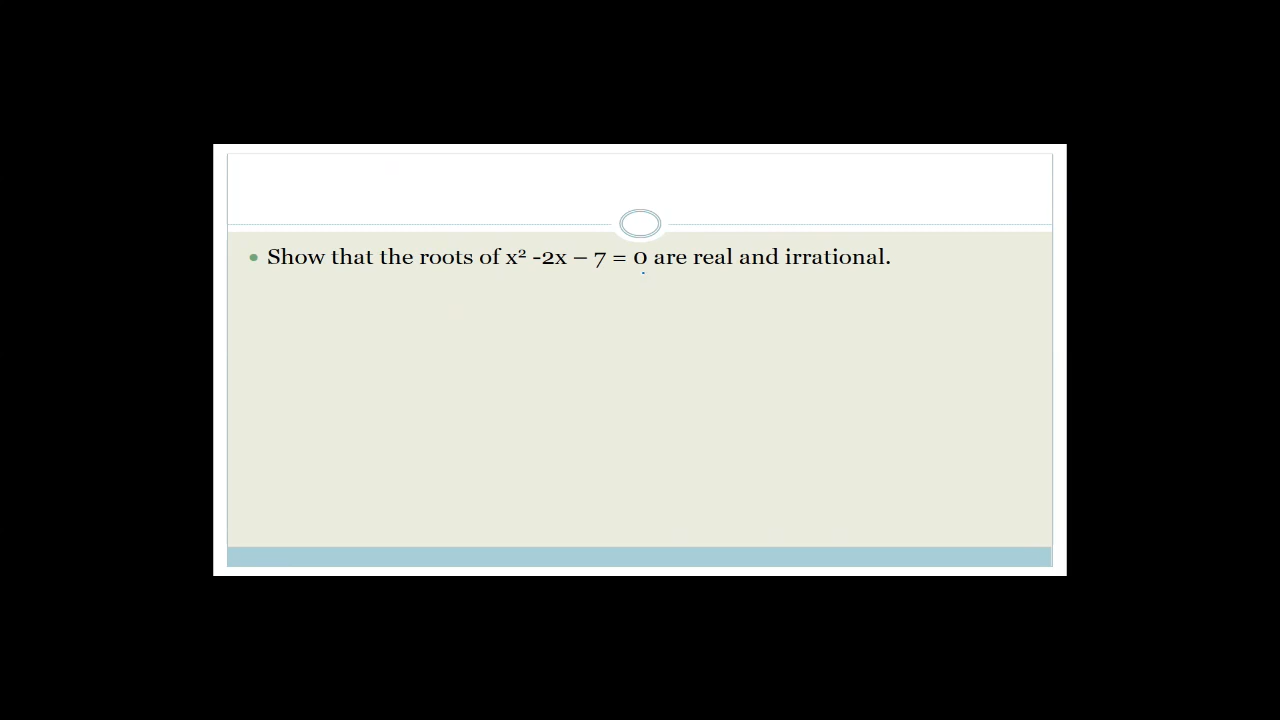 Show that the roots of x² -2x – 7 = 0 are real and irrational.